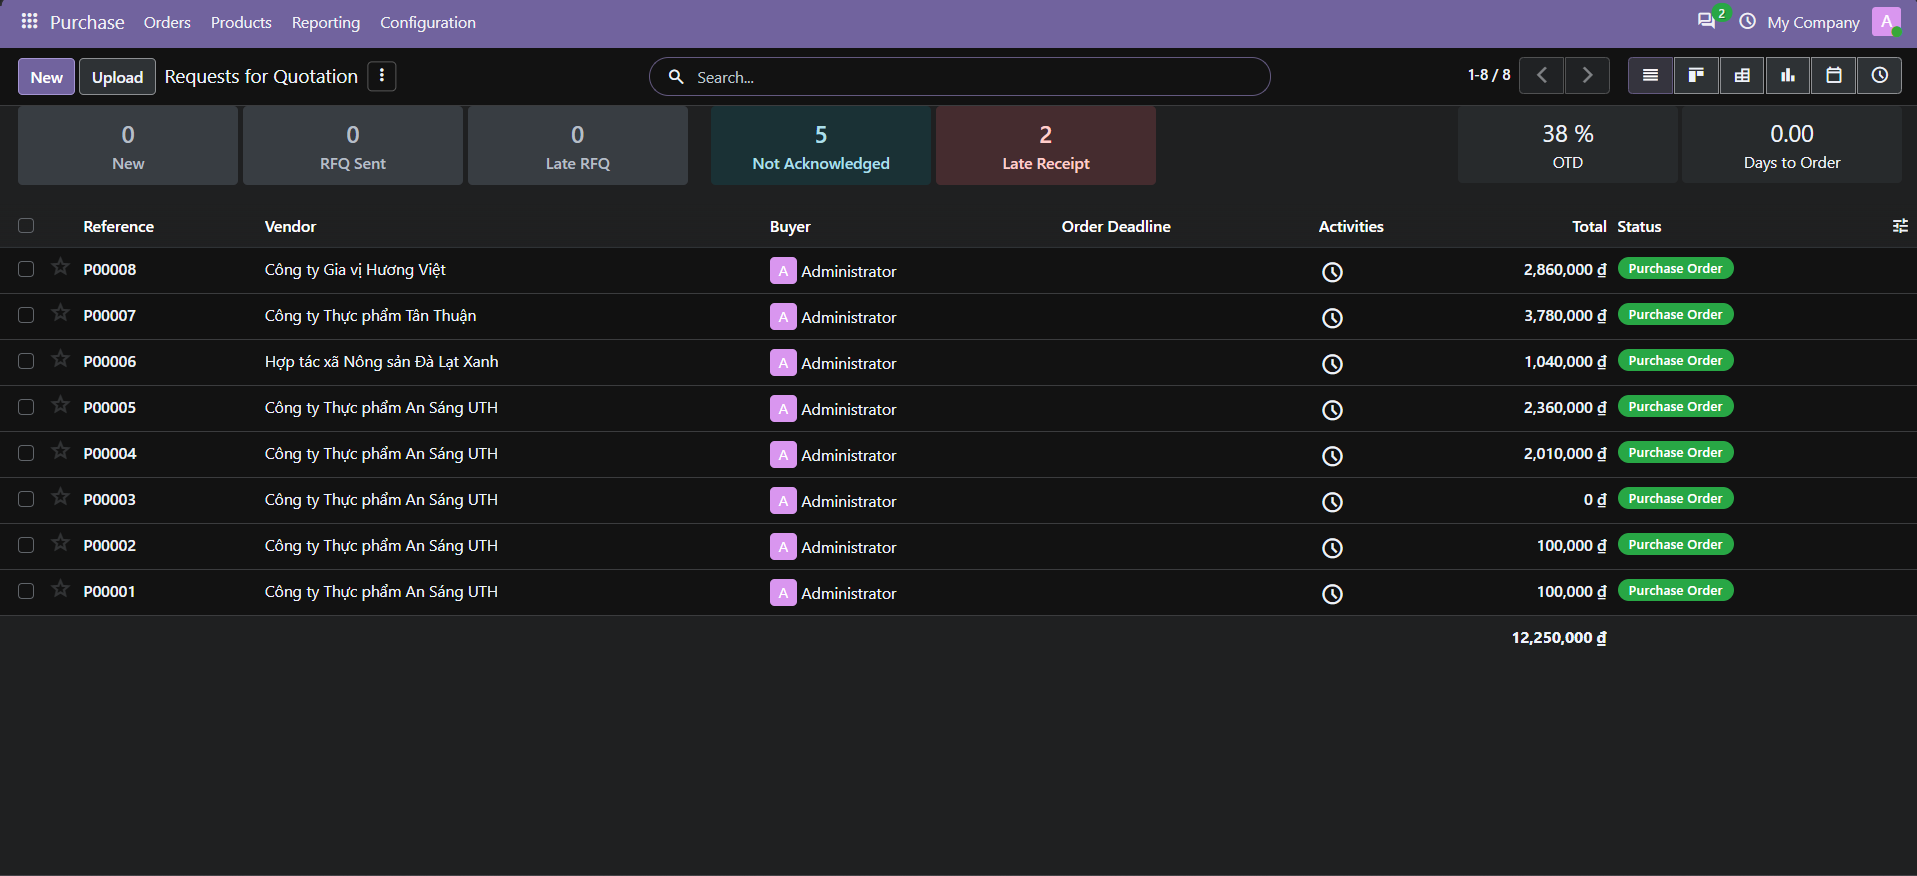 Purchase Orders Products Reporting Configuration 2 My Company A
New Upload Requests for Quotation Search... 1-8 / 8
0 0 0 5 2 38 % 0.00
New RFQ Sent Late RFQ Not Acknowledged Late Receipt OTD Days to Order
Reference Vendor Buyer Order Deadline Activities Total Status
P00008 Công ty Gia vị Hương Việt A Administrator 2,860,000 ₫ Purchase Order
P00007 Công ty Thực phẩm Tân Thuận A Administrator 3,780,000 ₫ Purchase Order
P00006 Hợp tác xã Nông sản Đà Lạt Xanh A Administrator 1,040,000 ₫ Purchase Order
P00005 Công ty Thực phẩm An Sáng UTH A Administrator 2,360,000 ₫ Purchase Order
P00004 Công ty Thực phẩm An Sáng UTH A Administrator 2,010,000 ₫ Purchase Order
P00003 Công ty Thực phẩm An Sáng UTH A Administrator 0 ₫ Purchase Order
P00002 Công ty Thực phẩm An Sáng UTH A Administrator 100,000 ₫ Purchase Order
P00001 Công ty Thực phẩm An Sáng UTH A Administrator 100,000 ₫ Purchase Order
12,250,000 ₫